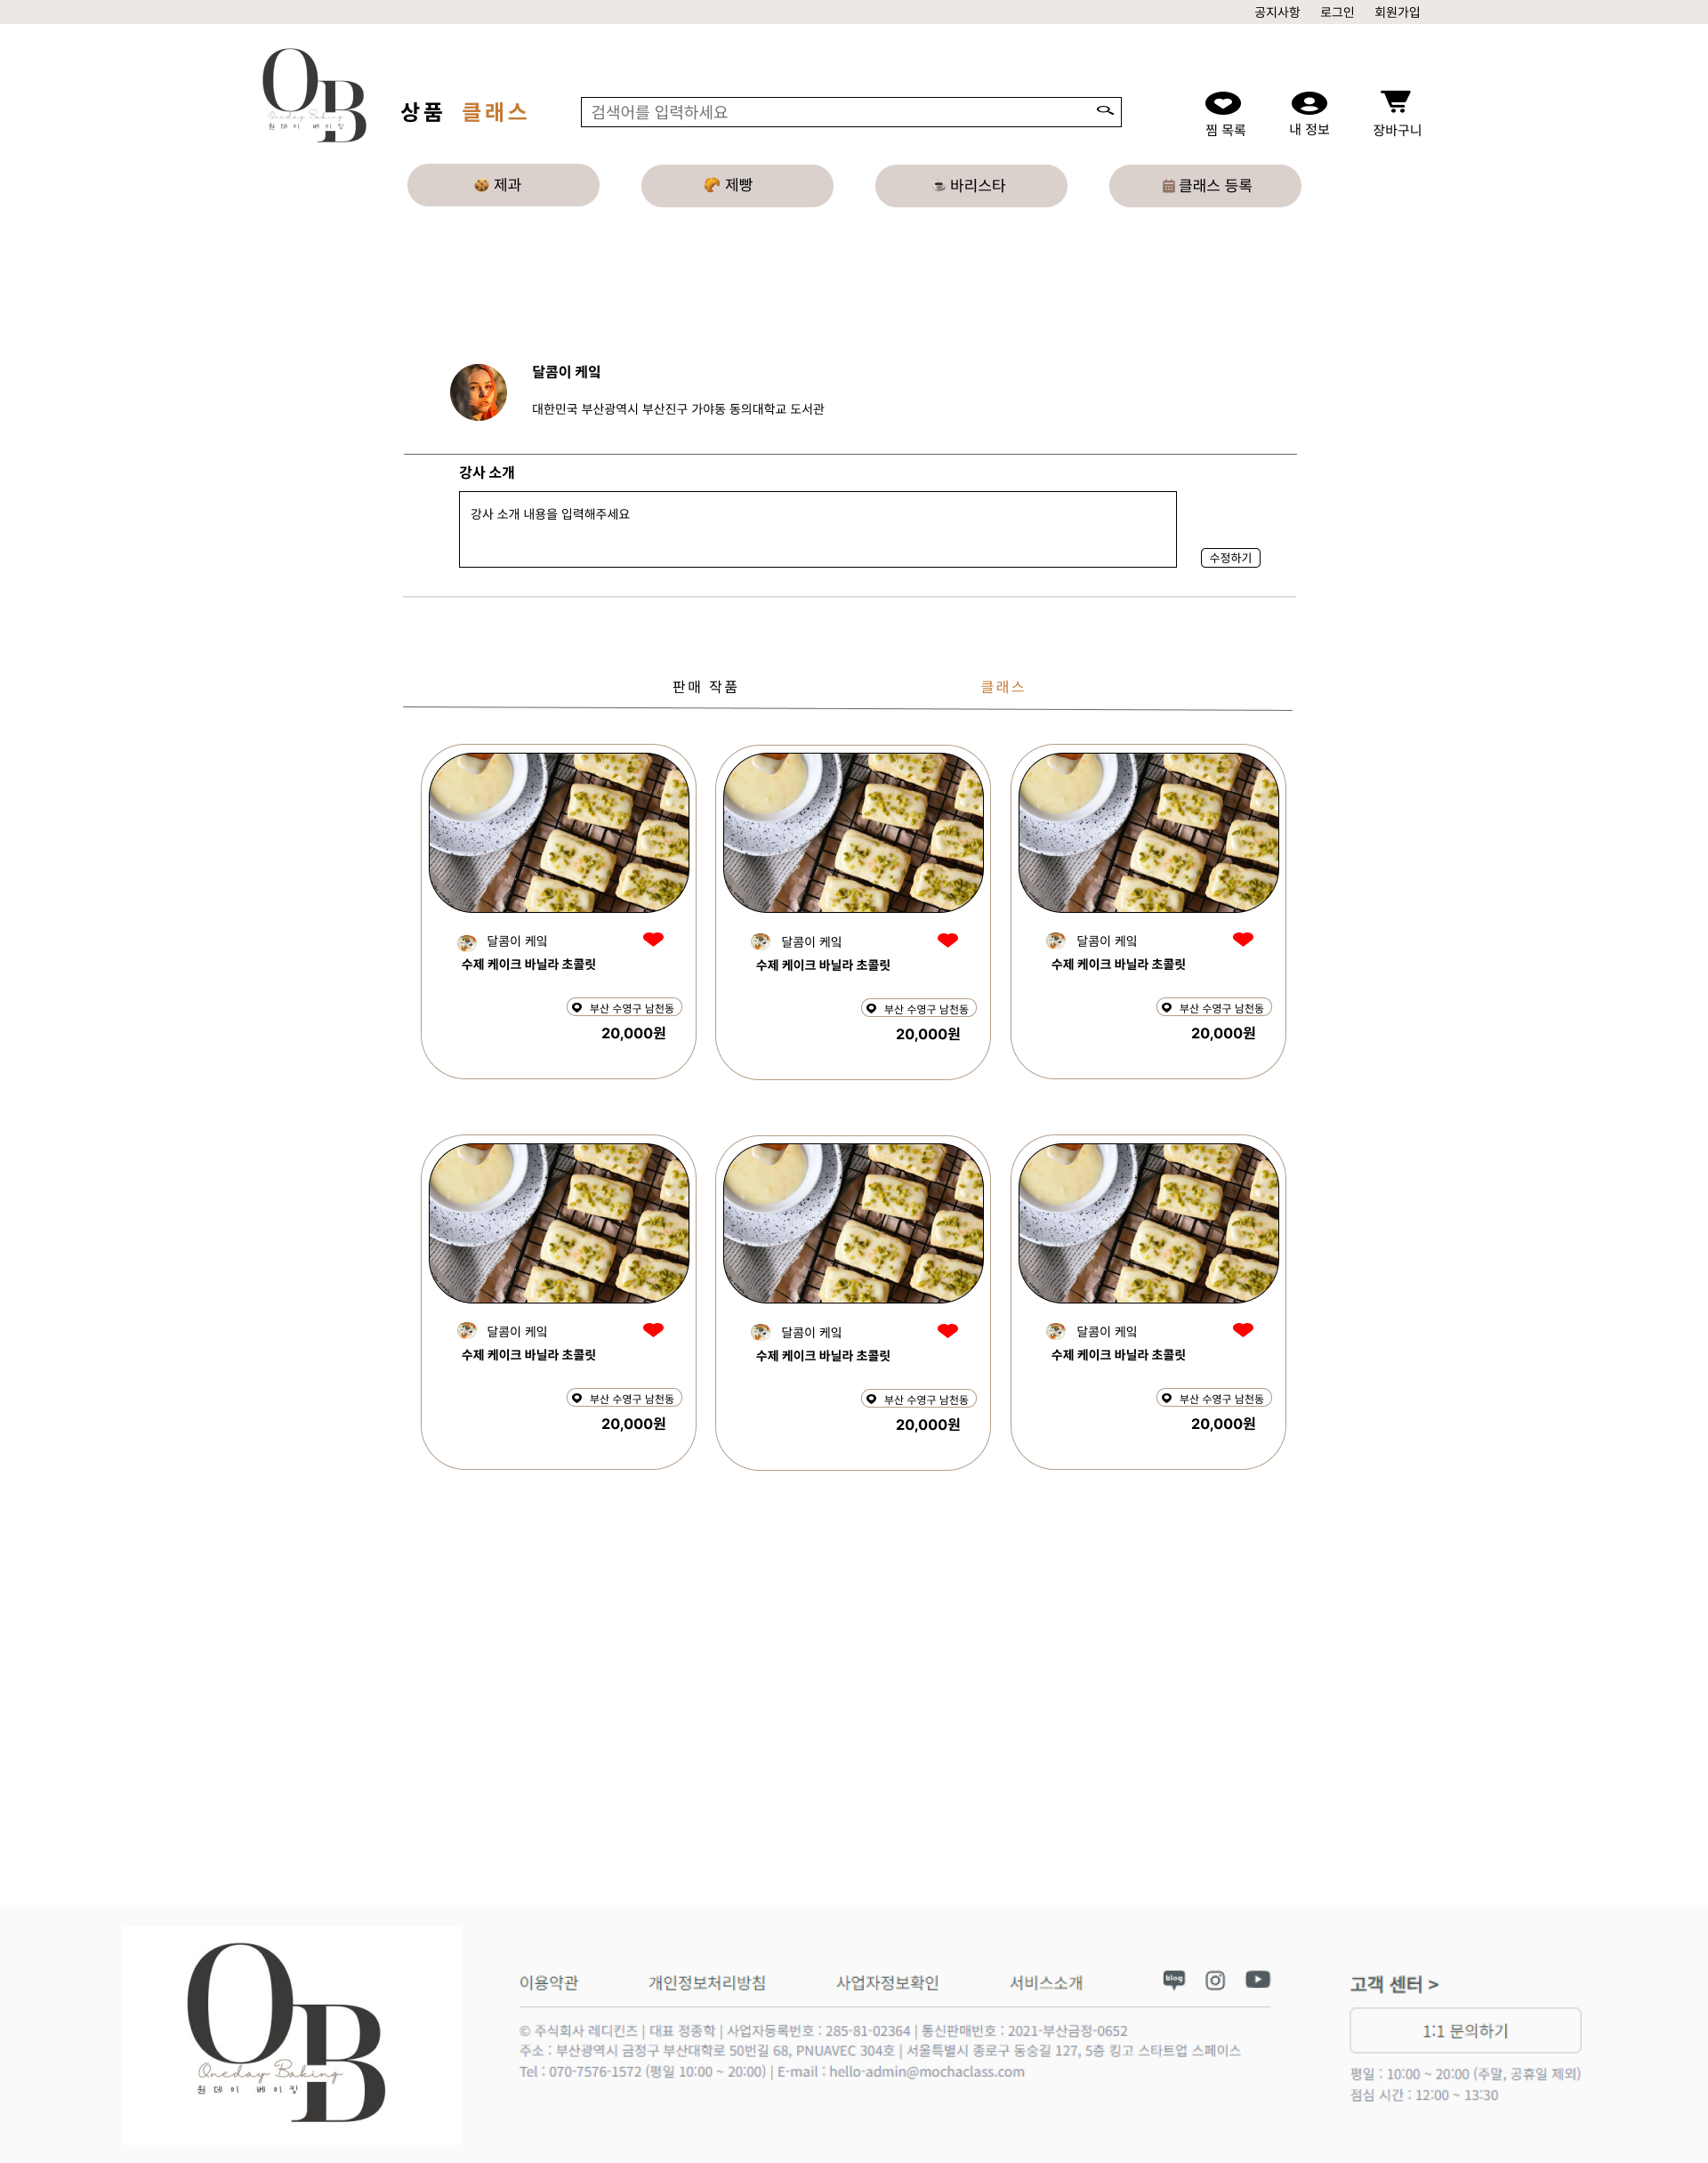 공지사항 로그인 회원가입
OB
Oneday Baking
원데이 베이킹
상품 클래스
검색어를 입력하세요
찜 목록 내 정보 장바구니
제과 제빵 바리스타 클래스 등록
달콤이 케잌
대한민국 부산광역시 부산진구 가야동 동의대학교 도서관
강사 소개
강사 소개 내용을 입력해주세요
수정하기
판매 작품 클래스
달콤이 케잌
수제 케이크 바닐라 초콜릿
부산 수영구 남천동
20,000원
달콤이 케잌
수제 케이크 바닐라 초콜릿
부산 수영구 남천동
20,000원
달콤이 케잌
수제 케이크 바닐라 초콜릿
부산 수영구 남천동
20,000원
달콤이 케잌
수제 케이크 바닐라 초콜릿
부산 수영구 남천동
20,000원
달콤이 케잌
수제 케이크 바닐라 초콜릿
부산 수영구 남천동
20,000원
달콤이 케잌
수제 케이크 바닐라 초콜릿
부산 수영구 남천동
20,000원
OB
Oneday Baking
원데이 베이킹
이용약관 개인정보처리방침 사업자정보확인 서비스소개 blog
© 주식회사 레디킨즈 | 대표 정종학 | 사업자등록번호 : 285-81-02364 | 통신판매번호 : 2021-부산금정-0652
주소 : 부산광역시 금정구 부산대학로 50번길 68, PNUAVEC 304호 | 서울특별시 종로구 동숭길 127, 5층 킹고 스타트업 스페이스
Tel : 070-7576-1572 (평일 10:00 ~ 20:00) | E-mail : hello-admin@mochaclass.com
고객 센터 >
1:1 문의하기
평일 : 10:00 ~ 20:00 (주말, 공휴일 제외)
점심 시간 : 12:00 ~ 13:30